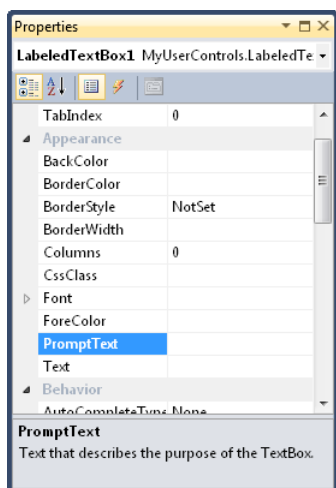 Properties
LabeledTextBox1 MyUserControls.LabeledTe
TabIndex 0
Appearance
BackColor
BorderColor
BorderStyle NotSet
BorderWidth
Columns 0
CssClass
Font
ForeColor
PromptText
Text
Behavior
AutoCompleteType None
PromptText
Text that describes the purpose of the TextBox.